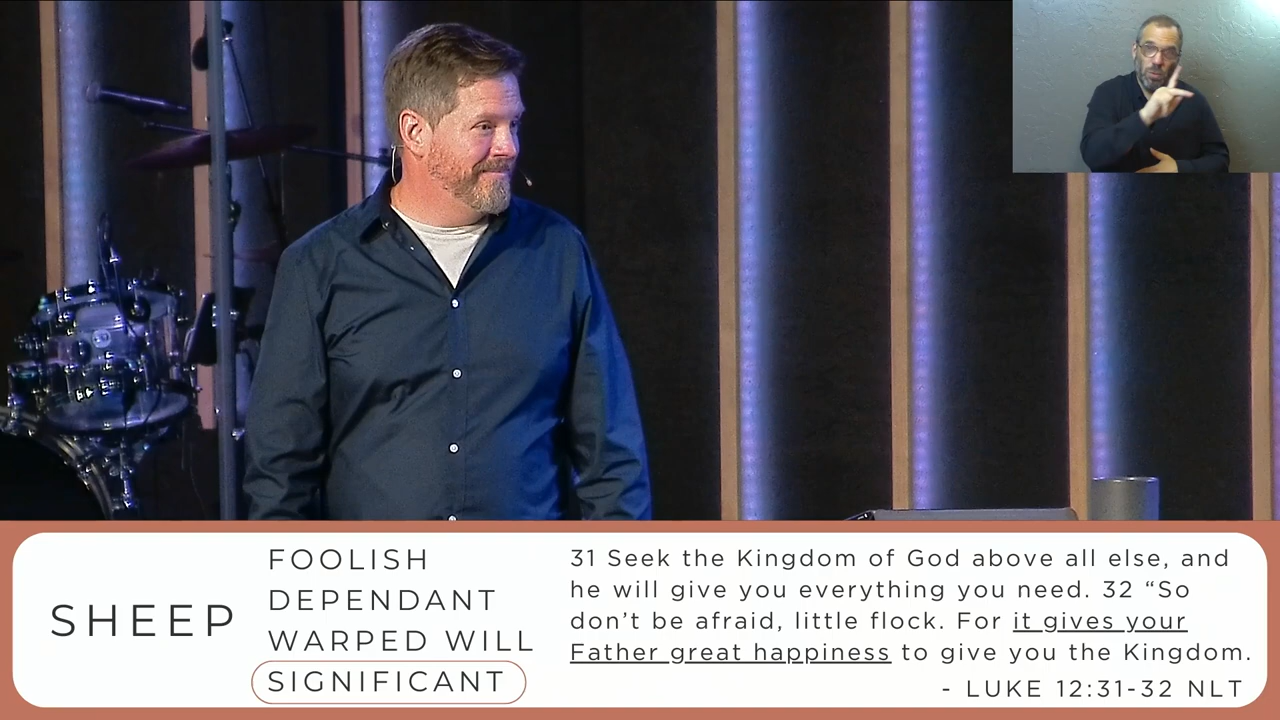 SHEEP
FOOLISH
DEPENDANT
WARPED WILL
SIGNIFICANT
31 Seek the Kingdom of God above all else, and
he will give you everything you need. 32 “So
don’t be afraid, little flock. For it gives your
Father great happiness to give you the Kingdom.
- LUKE 12:31-32 NLT